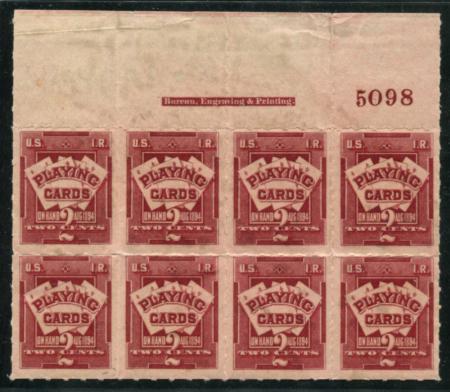 Bureau, Engraving & Printing.
5098
U.S. I.R. U.S. I.R. U.S. I.R. U.S. I.R.
PLAYING PLAYING PLAYING PLAYING
CARDS CARDS CARDS CARDS
ON HAND 2 AUG 1894 ON HAND 2 AUG 1894 ON HAND 2 AUG 1894 ON HAND 2 AUG 1894
TWO CENTS TWO CENTS TWO CENTS TWO CENTS
U.S. I.R. U.S. I.R. U.S. I.R. U.S. I.R.
PLAYING PLAYING PLAYING PLAYING
CARDS CARDS CARDS CARDS
ON HAND 2 AUG 1894 ON HAND 2 AUG 1894 ON HAND 2 AUG 1894 ON HAND 2 AUG 1894
TWO CENTS TWO CENTS TWO CENTS TWO CENTS